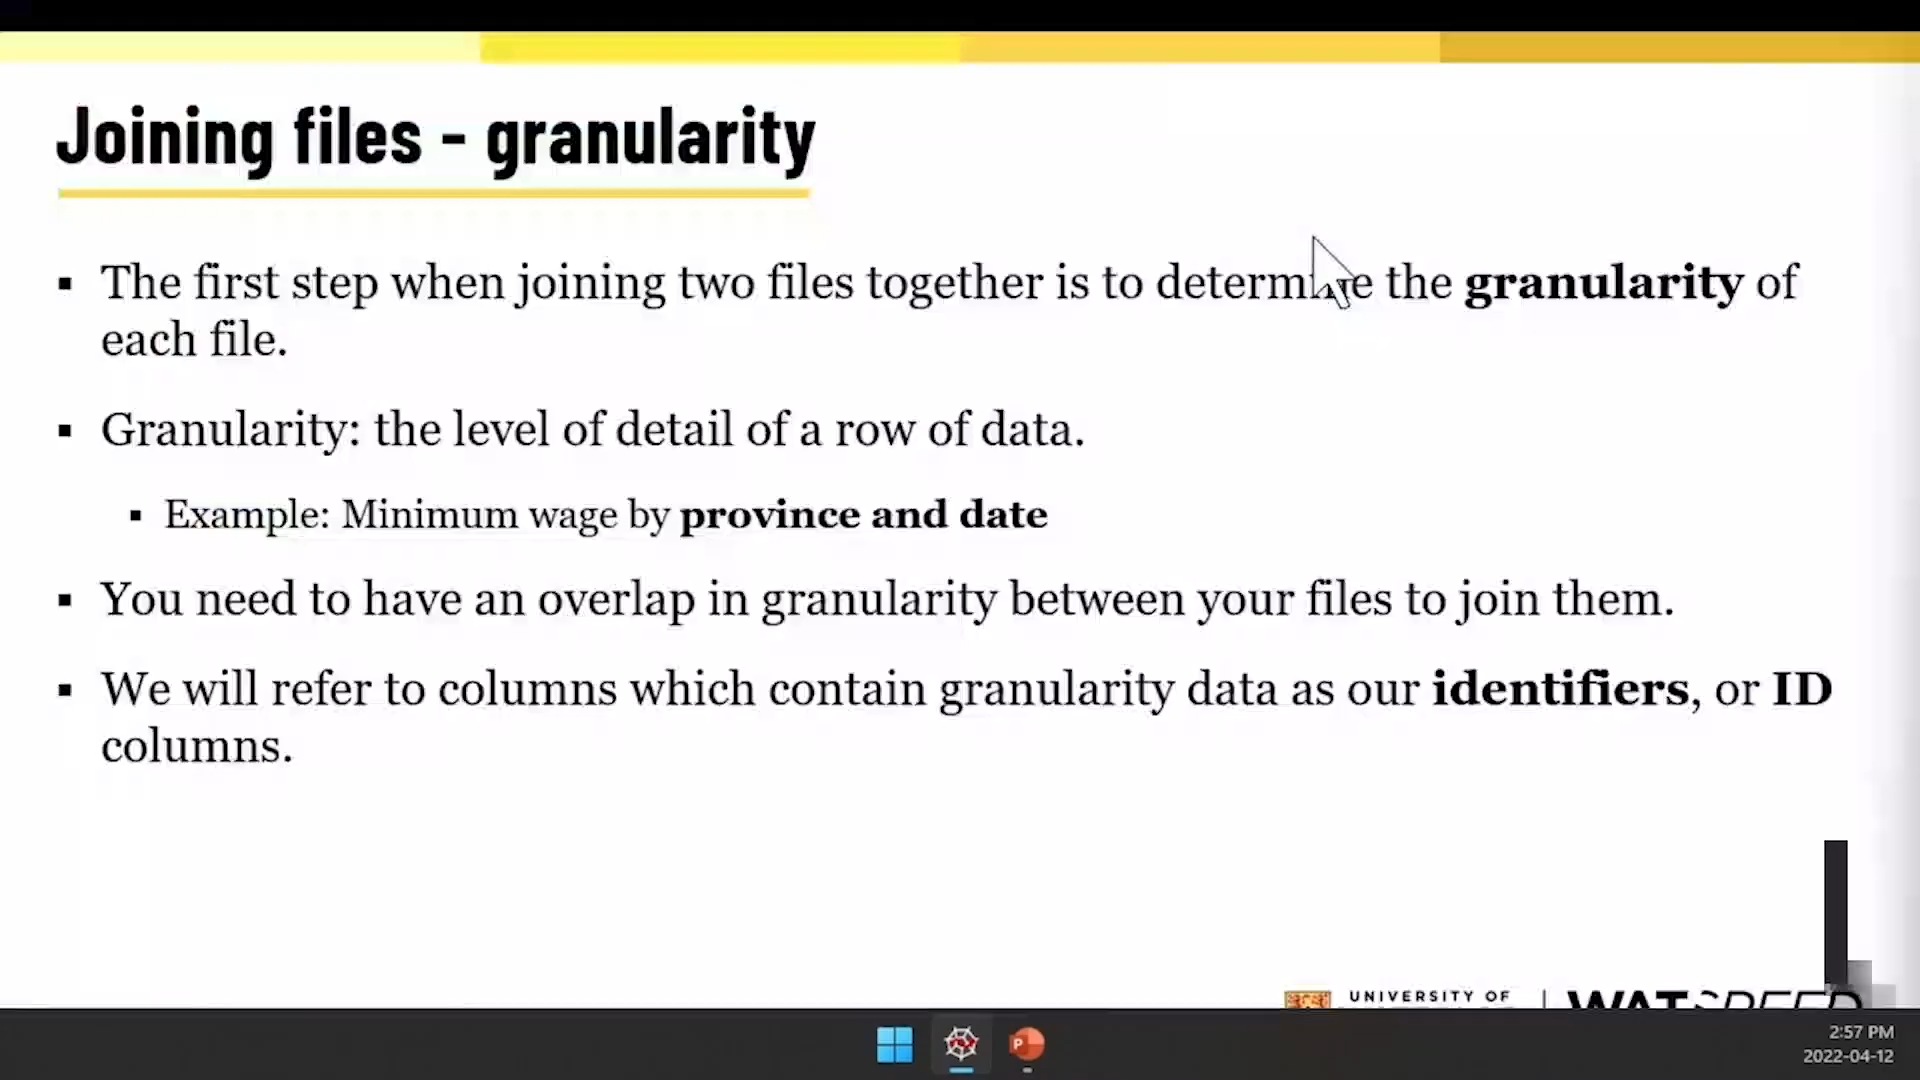 Joining files - granularity
▪ The first step when joining two files together is to determine the granularity of
each file.
▪ Granularity: the level of detail of a row of data.
▪ Example: Minimum wage by province and date
▪ You need to have an overlap in granularity between your files to join them.
▪ We will refer to columns which contain granularity data as our identifiers, or ID
columns.
UNIVERSITY OF | WATSPEED
P
2:57 PM
2022-04-12